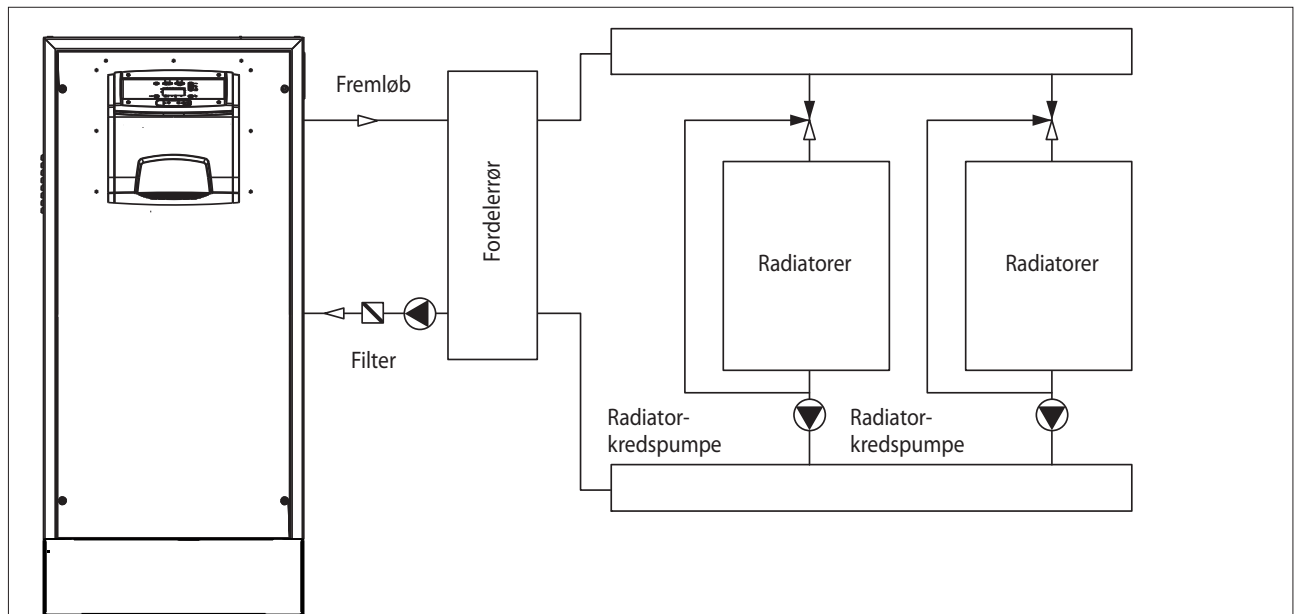 Fremløb
Fordelerrør
Filter
Radiatorer
Radiatorer
Radiator-
kredspumpe
Radiator-
kredspumpe